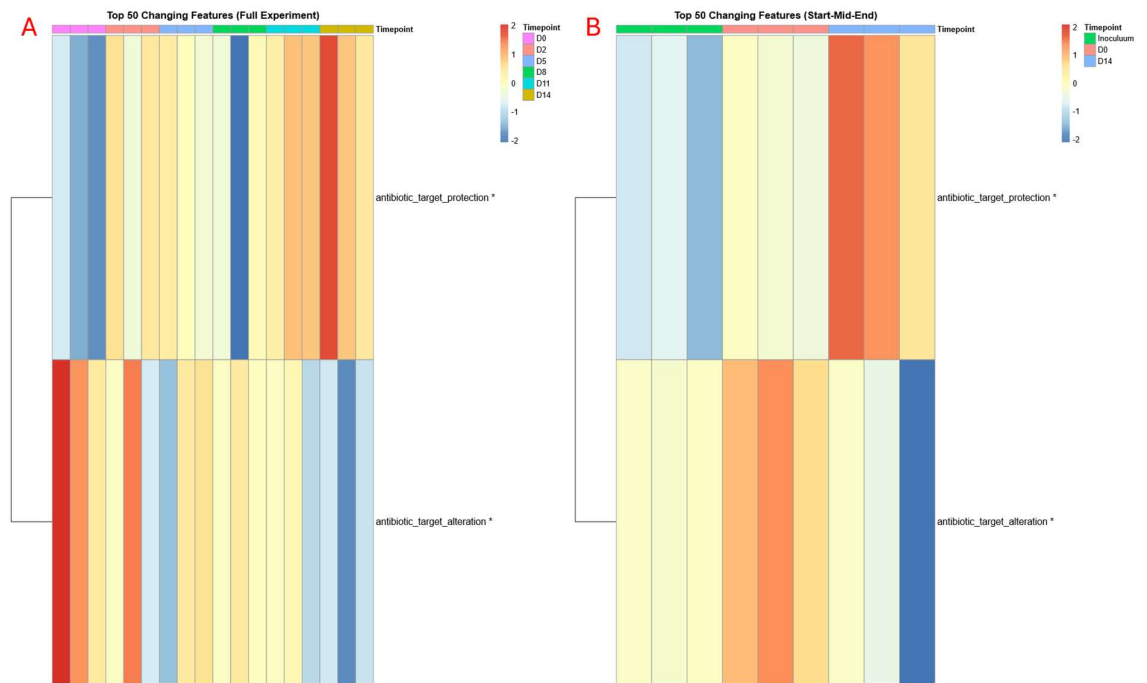 A
Top 50 Changing Features (Full Experiment)
Timepoint
2
1
0
-1
-2
Timepoint
D0
D2
D5
D8
D11
D14
antibiotic_target_protection *
antibiotic_target_alteration *
B
Top 50 Changing Features (Start-Mid-End)
Timepoint
2
1
0
-1
-2
Timepoint
Inoculuum
D0
D14
antibiotic_target_protection *
antibiotic_target_alteration *